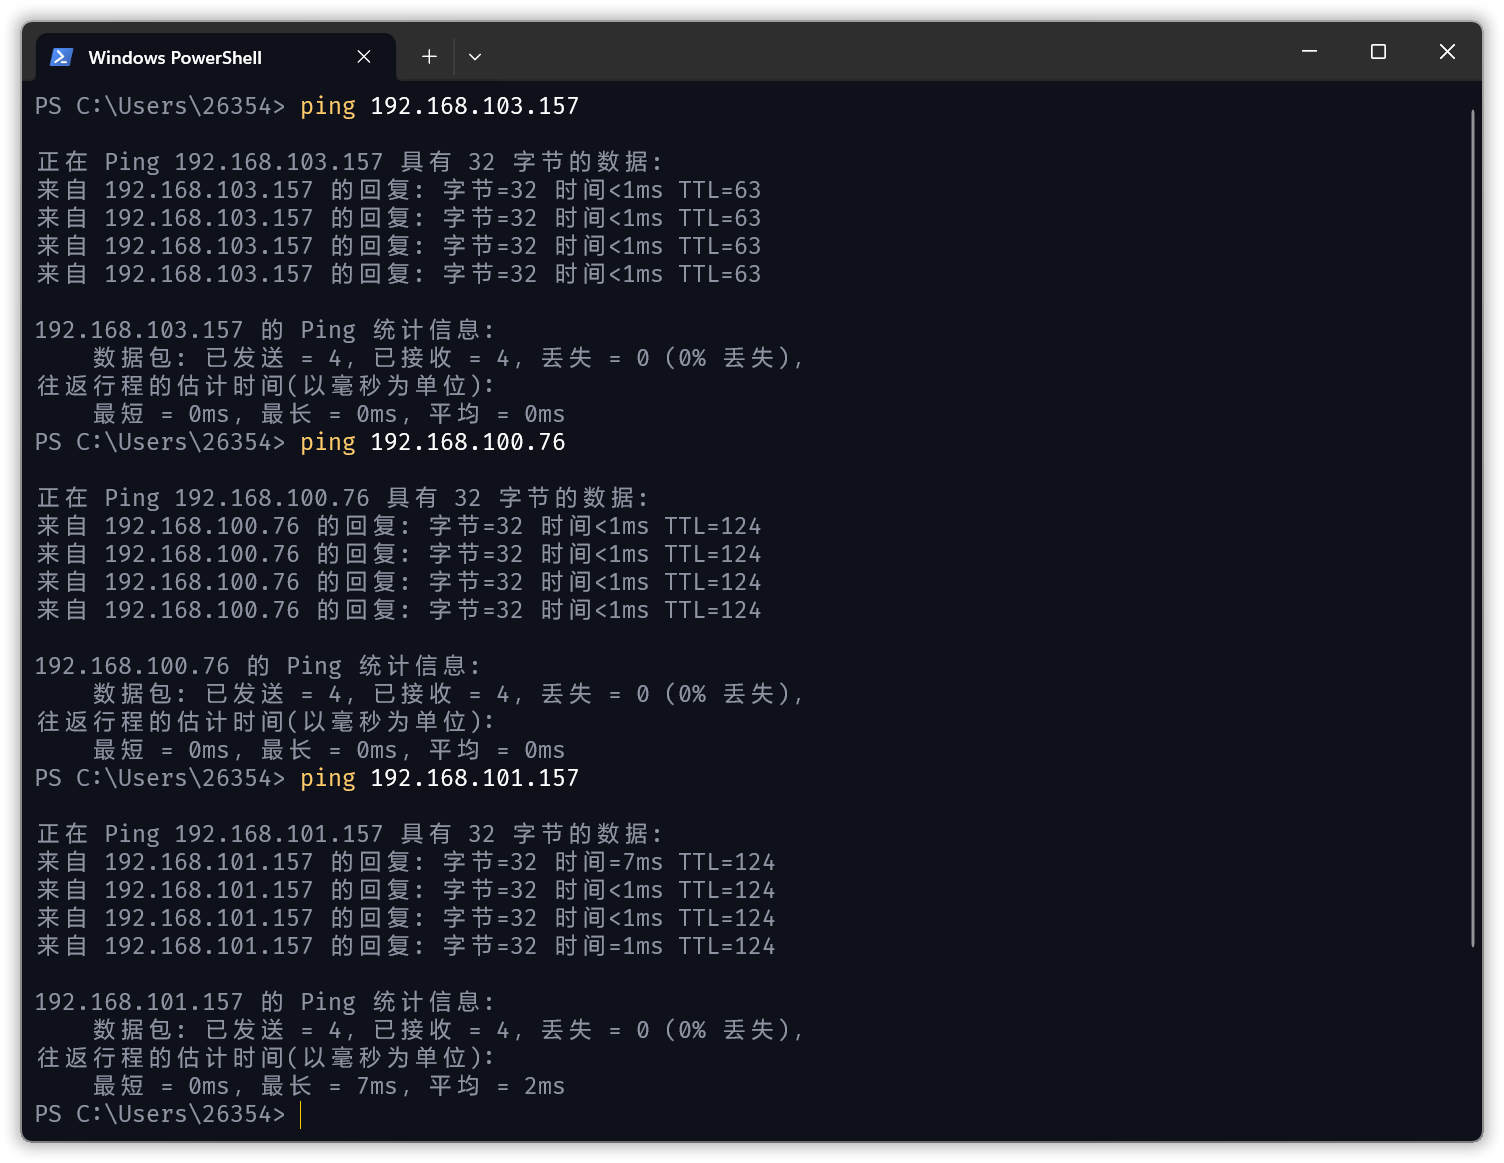 Windows PowerShell
PS C:\Users\26354> ping 192.168.103.157
正在 Ping 192.168.103.157 具有 32 字节的数据:
来自 192.168.103.157 的回复: 字节=32 时间<1ms TTL=63
来自 192.168.103.157 的回复: 字节=32 时间<1ms TTL=63
来自 192.168.103.157 的回复: 字节=32 时间<1ms TTL=63
来自 192.168.103.157 的回复: 字节=32 时间<1ms TTL=63
192.168.103.157 的 Ping 统计信息:
    数据包: 已发送 = 4, 已接收 = 4, 丢失 = 0 (0% 丢失),
往返行程的估计时间(以毫秒为单位):
    最短 = 0ms, 最长 = 0ms, 平均 = 0ms
PS C:\Users\26354> ping 192.168.100.76
正在 Ping 192.168.100.76 具有 32 字节的数据:
来自 192.168.100.76 的回复: 字节=32 时间<1ms TTL=124
来自 192.168.100.76 的回复: 字节=32 时间<1ms TTL=124
来自 192.168.100.76 的回复: 字节=32 时间<1ms TTL=124
来自 192.168.100.76 的回复: 字节=32 时间<1ms TTL=124
192.168.100.76 的 Ping 统计信息:
    数据包: 已发送 = 4, 已接收 = 4, 丢失 = 0 (0% 丢失),
往返行程的估计时间(以毫秒为单位):
    最短 = 0ms, 最长 = 0ms, 平均 = 0ms
PS C:\Users\26354> ping 192.168.101.157
正在 Ping 192.168.101.157 具有 32 字节的数据:
来自 192.168.101.157 的回复: 字节=32 时间=7ms TTL=124
来自 192.168.101.157 的回复: 字节=32 时间<1ms TTL=124
来自 192.168.101.157 的回复: 字节=32 时间<1ms TTL=124
来自 192.168.101.157 的回复: 字节=32 时间=1ms TTL=124
192.168.101.157 的 Ping 统计信息:
    数据包: 已发送 = 4, 已接收 = 4, 丢失 = 0 (0% 丢失),
往返行程的估计时间(以毫秒为单位):
    最短 = 0ms, 最长 = 7ms, 平均 = 2ms
PS C:\Users\26354>